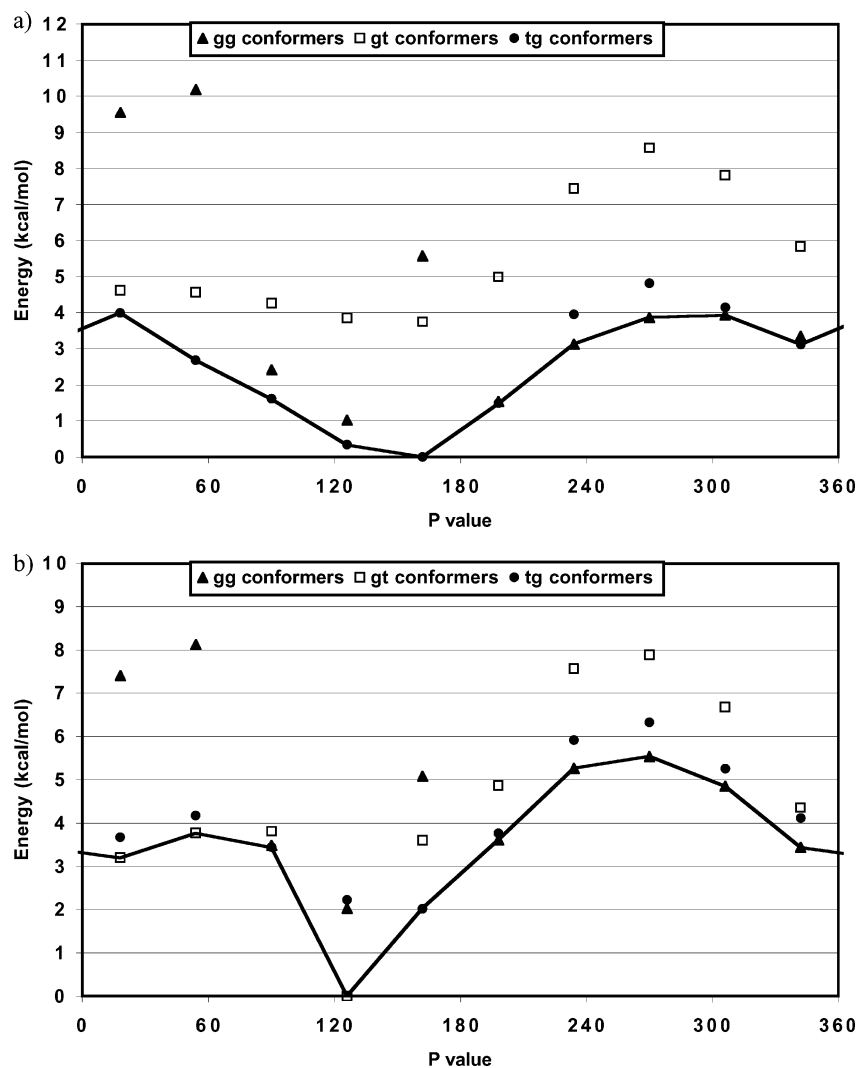 a)
12
▲ gg conformers □ gt conformers ● tg conformers
11
10
9
8
7
6
5
4
3
2
1
0
Energy (kcal/mol)
0 60 120 180 240 300 360
P value
b)
10
▲ gg conformers □ gt conformers ● tg conformers
9
8
7
6
5
4
3
2
1
0
Energy (kcal/mol)
0 60 120 180 240 300 360
P value